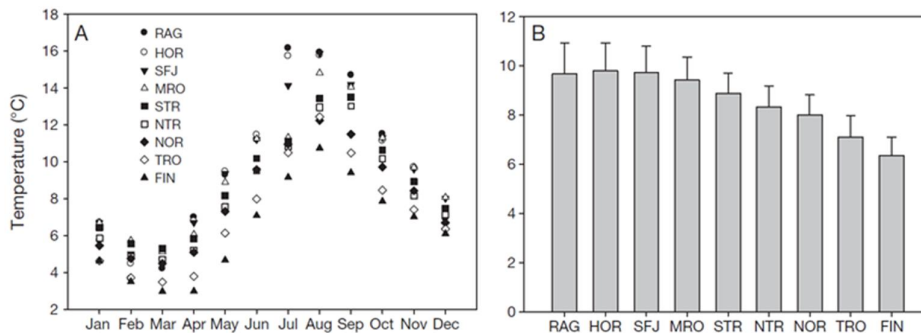 A
RAG
HOR
SFJ
MRO
STR
NTR
NOR
TRO
FIN
Temperature (°C)
18
16
14
12
10
8
6
4
2
Jan Feb Mar Apr May Jun Jul Aug Sep Oct Nov Dec
B
12
10
8
6
4
2
0
RAG HOR SFJ MRO STR NTR NOR TRO FIN